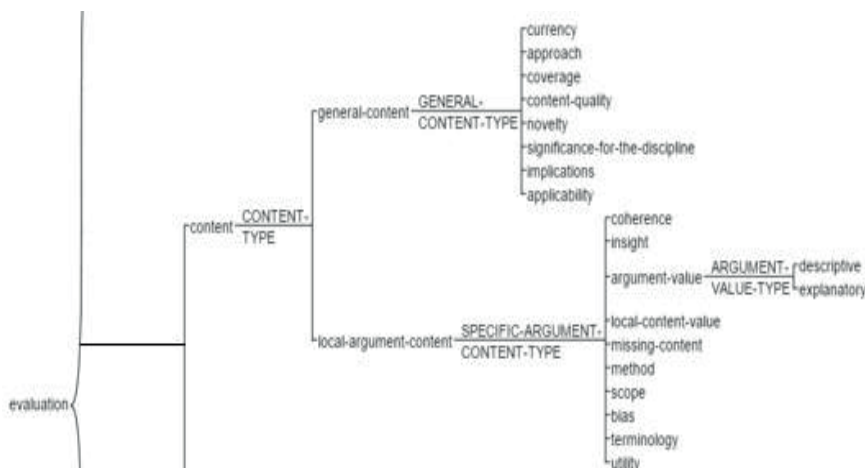 currency
approach
coverage
general-content GENERAL-
CONTENT-TYPE
content-quality
novelty
significance-for-the-discipline
implications
applicability
content CONTENT-
TYPE
coherence
insight
argument-value ARGUMENT-
VALUE-TYPE
descriptive
explanatory
local-argument-content SPECIFIC-ARGUMENT-
CONTENT-TYPE
local-content-value
missing-content
method
scope
bias
terminology
utility
evaluation